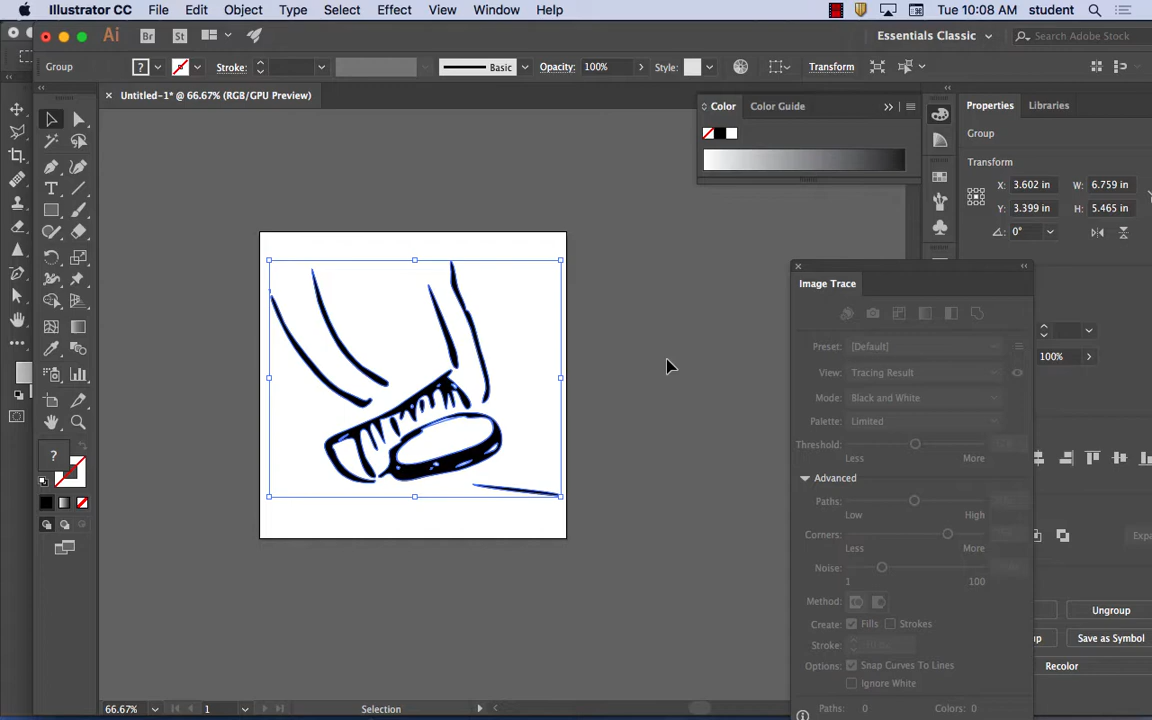 Illustrator CC File Edit Object Type Select Effect View Window Help Tue 10:08 AM student
Ai Br St Essentials Classic Search Adobe Stock
Group ? Stroke: Basic Opacity: 100% Style: Transform
× Untitled-1* @ 66.67% (RGB/GPU Preview)
Color Color Guide
Properties Libraries
Group
Transform
X: 3.602 in W: 6.759 in
Y: 3.399 in H: 5.465 in
0°
Image Trace
Preset: [Default]
View: Tracing Result
100%
Mode: Black and White
Palette: Limited
Threshold:
Less More
Advanced
Paths:
Low High
Corners:
Less More
Noise:
1 100
Method:
Create: Fills Strokes
Stroke:
Options: Snap Curves To Lines
Ignore White
Paths: 0 Colors: 0
Ungroup
Save as Symbol
Recolor
?
66.67% 1 Selection